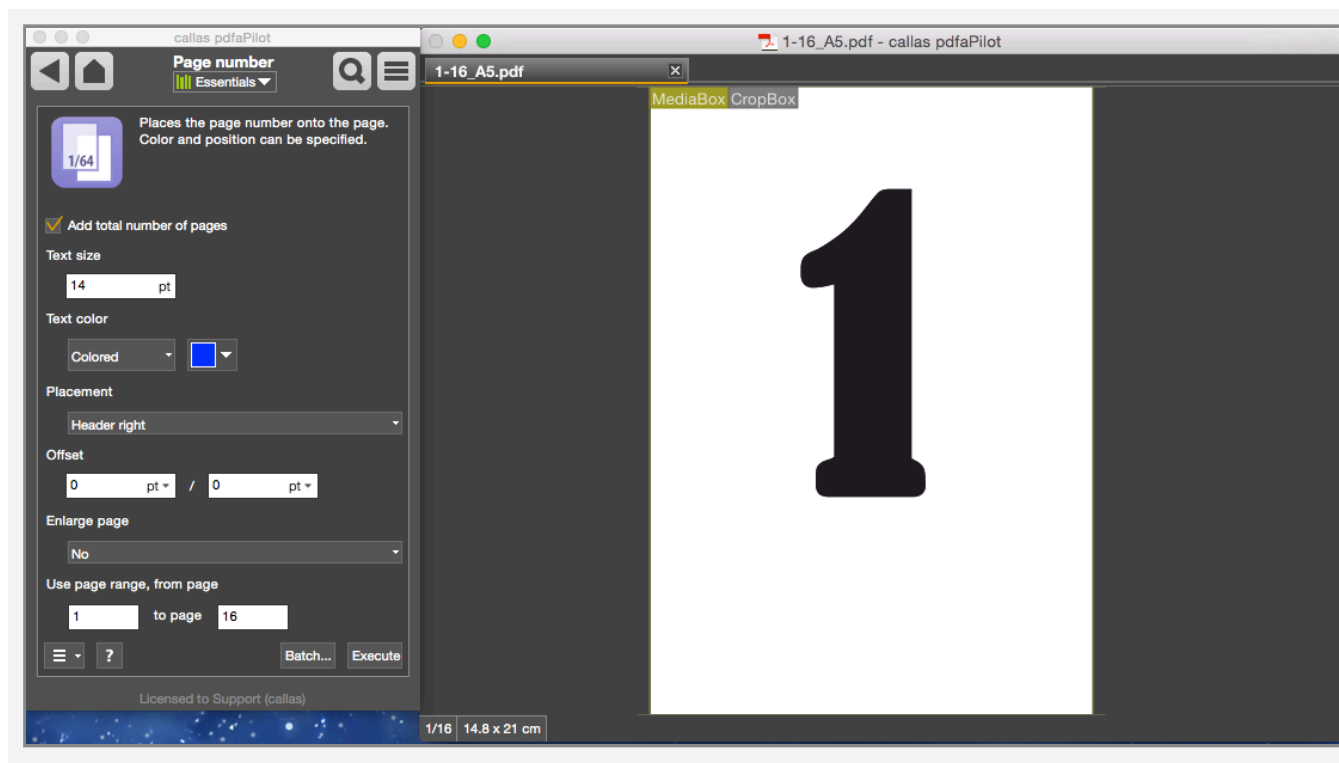 callas pdfaPilot
Page number
Essentials
Places the page number onto the page.
Color and position can be specified.
1/64
Add total number of pages
Text size
14 pt
Text color
Colored
Placement
Header right
Offset
0 pt / 0 pt
Enlarge page
No
Use page range, from page
1 to page 16
? Batch... Execute
Licensed to Support (callas)
1-16_A5.pdf - callas pdfaPilot
1-16_A5.pdf
MediaBox CropBox
1
1/16 14.8 x 21 cm